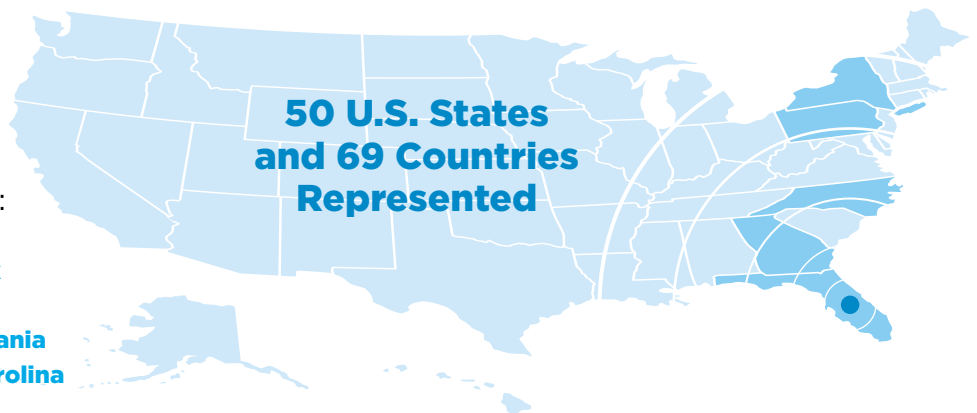 50 U.S. States
and 69 Countries
Represented
:
ania
rolina